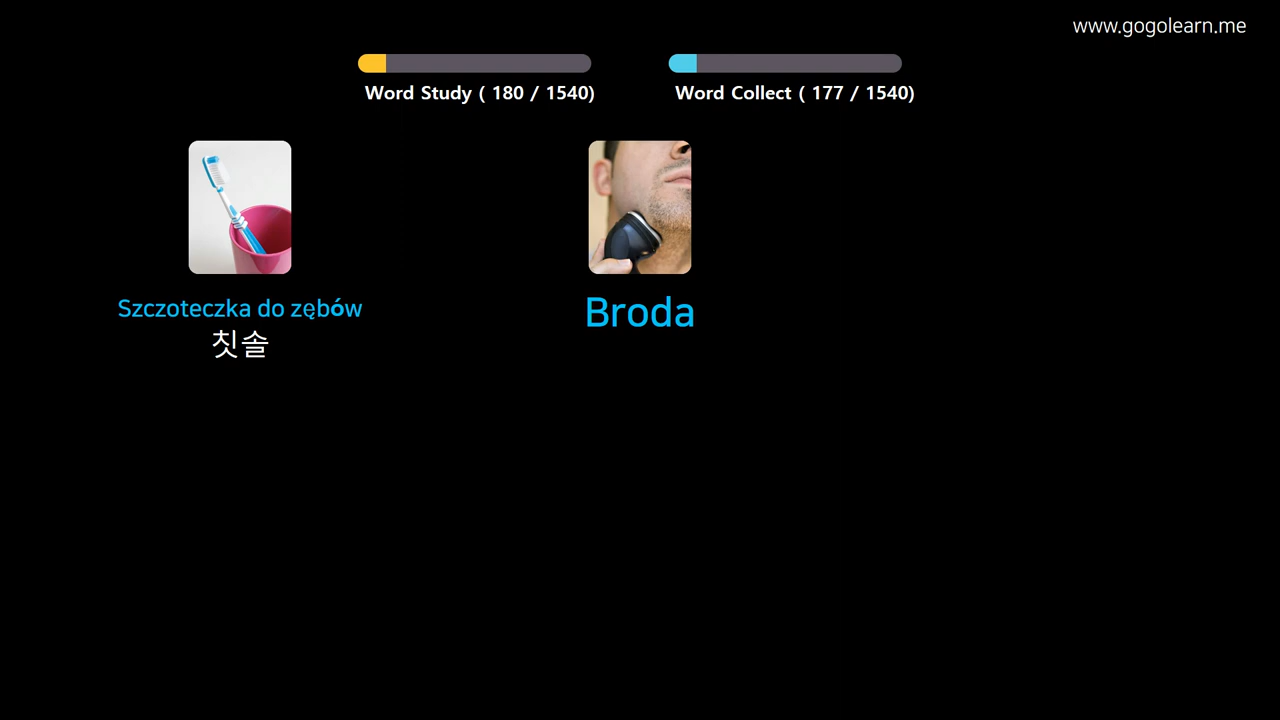 www.gogolearn.me
Word Study ( 180 / 1540)
Word Collect ( 177 / 1540)
Szczoteczka do zębów
칫솔
Broda